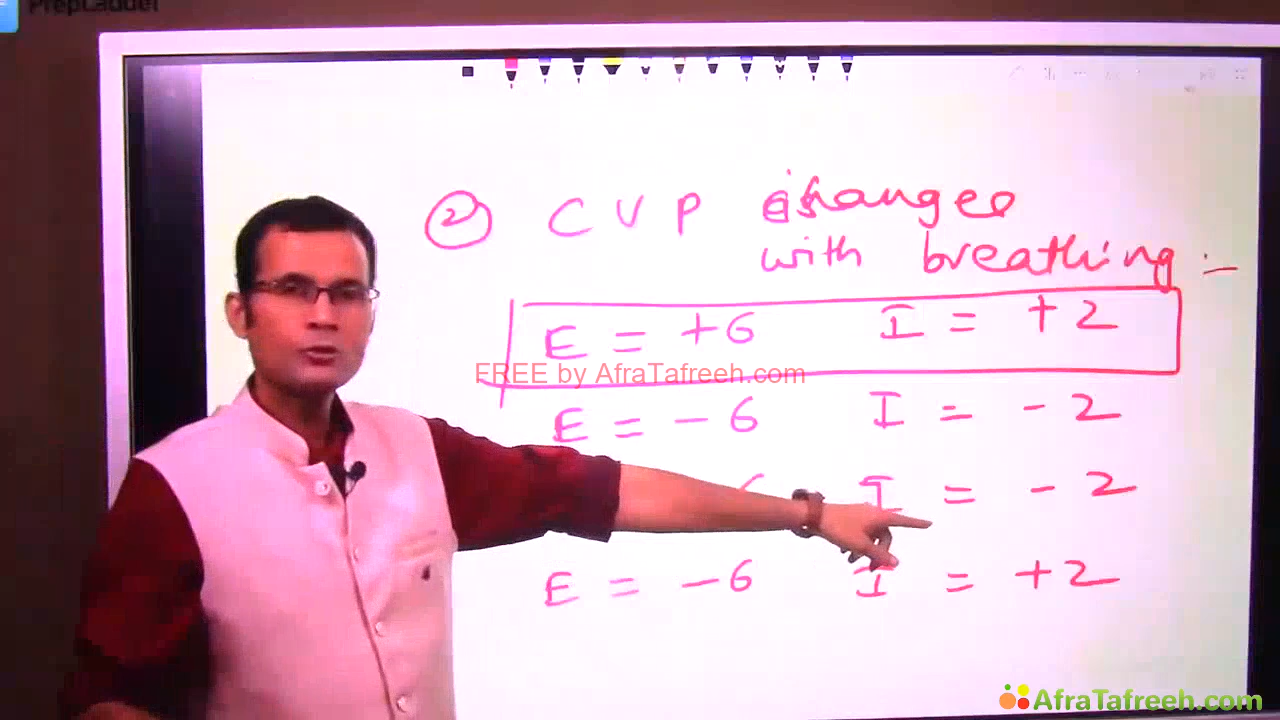 PrepLadder
② CVP changes
with breathing :-
E = +6 I = +2
FREE by AfraTafreeh.com
E = -6 I = -2
6 I = -2
E = -6 I = +2
AfraTafreeh.com